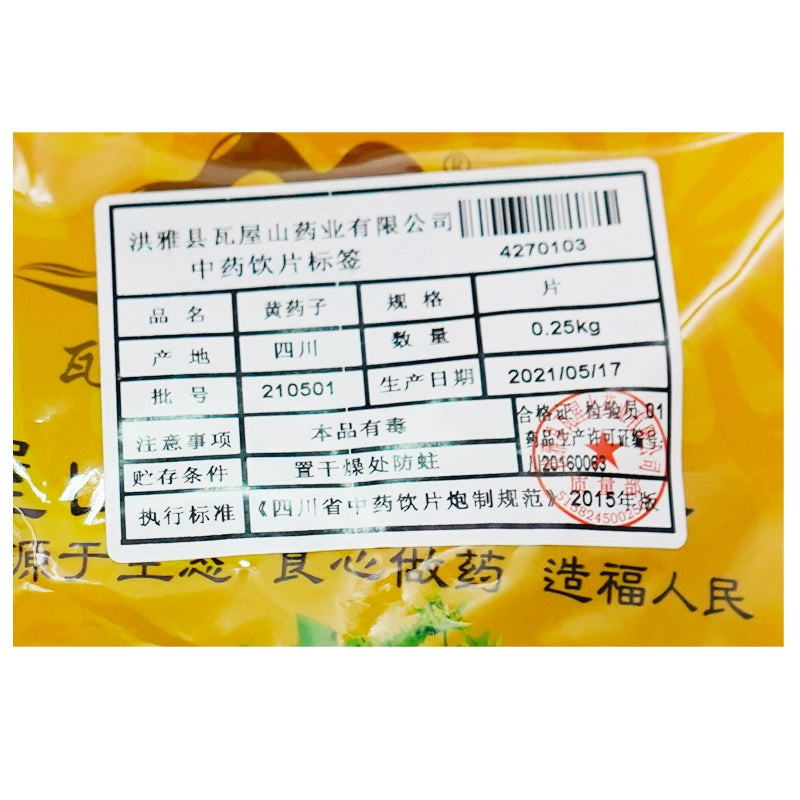 洪雅县瓦屋山药业有限公司
中药饮片标签
4270103
品名 黄药子 规格 片
产地 四川 数量 0.25kg
批号 210501 生产日期 2021/05/17
注意事项 本品有毒
合格证 检验员 01
药品生产许可证编号
川20160063
贮存条件 置干燥处防蛀
执行标准 《四川省中药饮片炮制规范》2015年版
质量部
瓦
屋山
源于生态 良心做药 造福人民